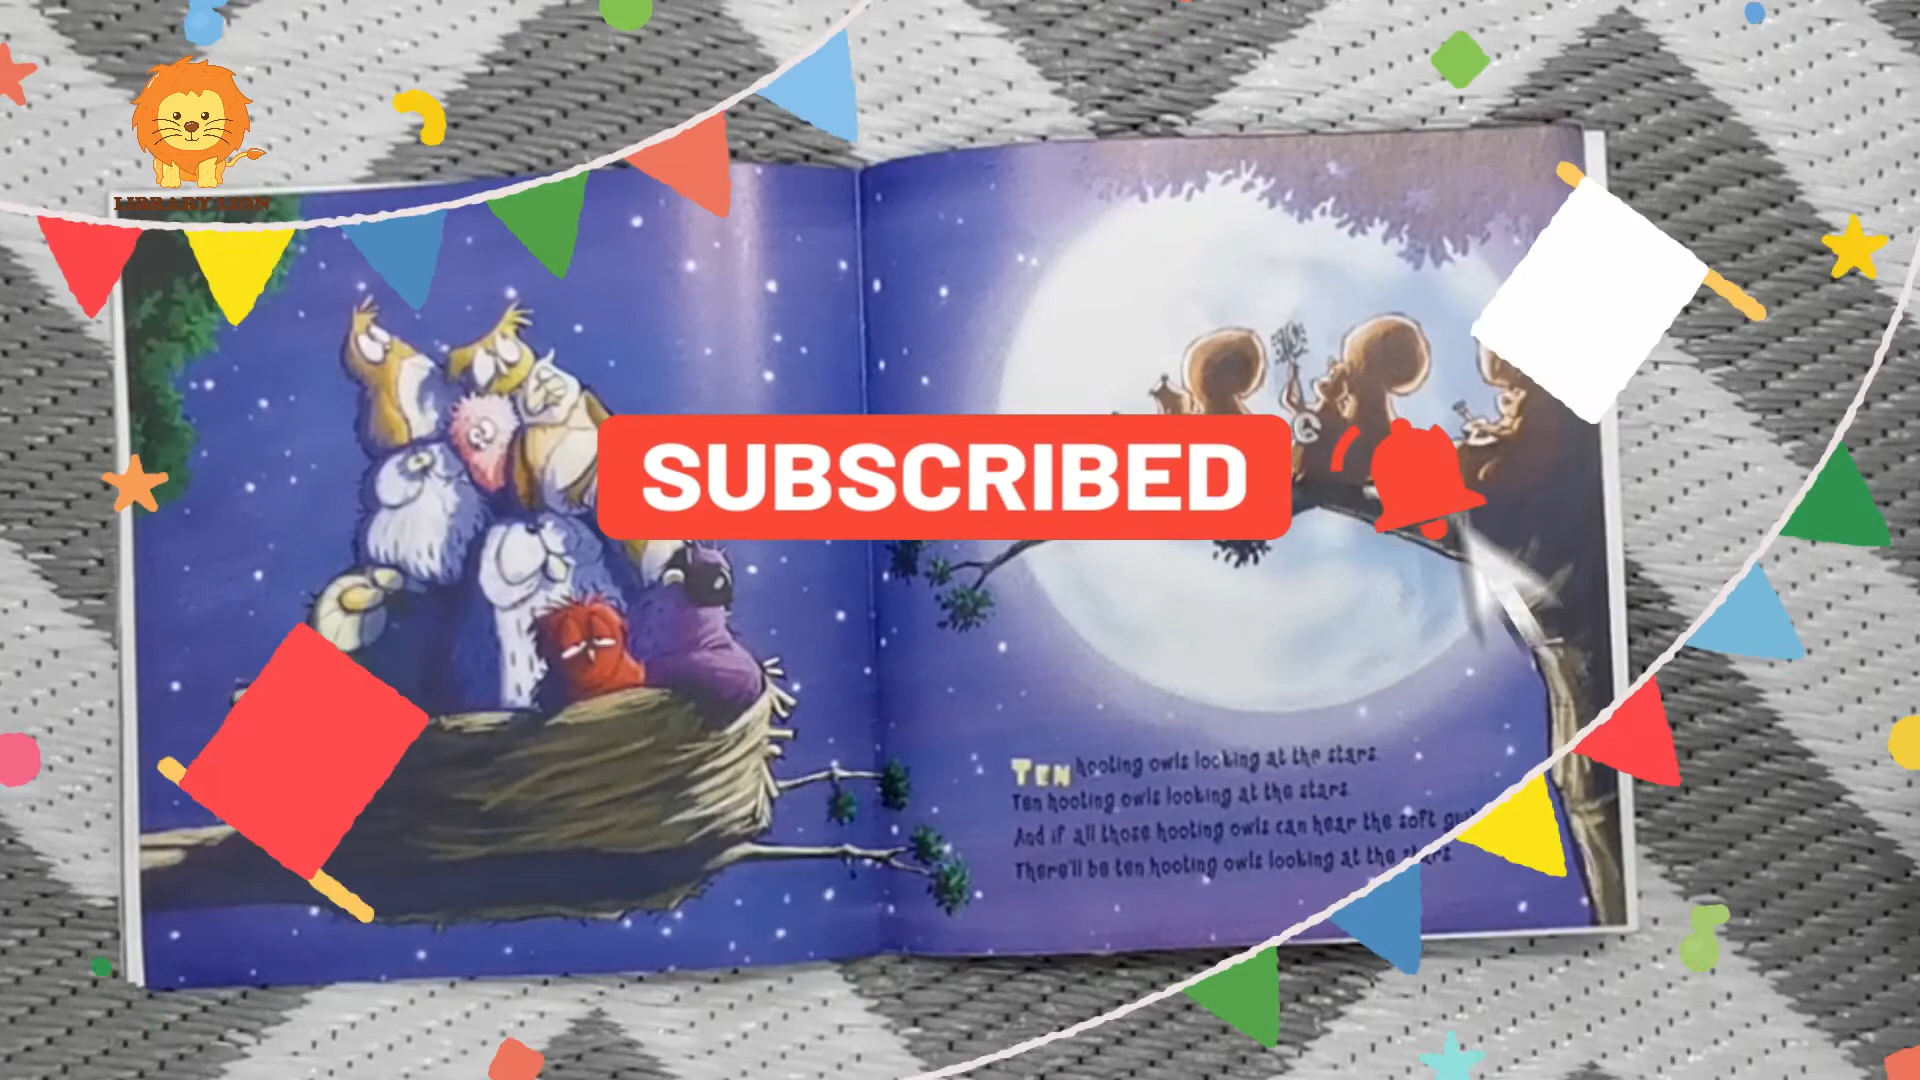 LIBRARY LION
SUBSCRIBED
TEN hooting owls looking at the stars.
Ten hooting owls looking at the stars
And if all those hooting owls can hear the soft
There'll be ten hooting owls looking at the stars.